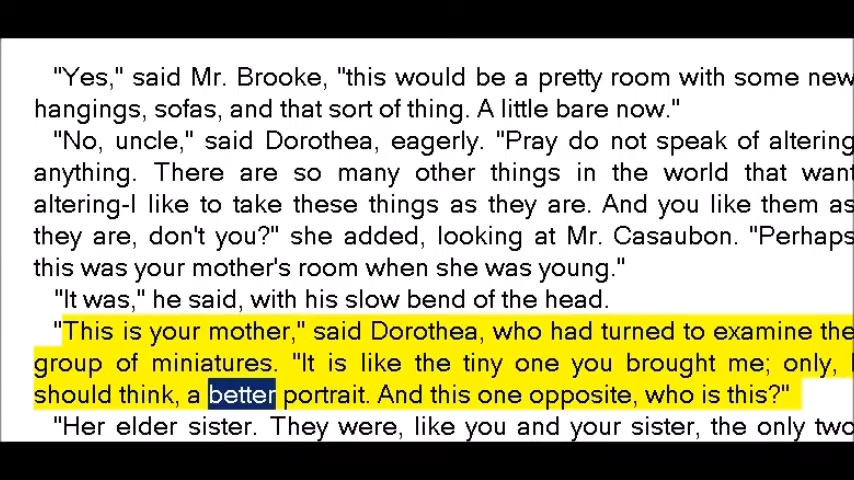 "Yes," said Mr. Brooke, "this would be a pretty room with some new
hangings, sofas, and that sort of thing. A little bare now."
"No, uncle," said Dorothea, eagerly. "Pray do not speak of altering
anything. There are so many other things in the world that want
altering-I like to take these things as they are. And you like them as
they are, don't you?" she added, looking at Mr. Casaubon. "Perhaps
this was your mother's room when she was young."
"It was," he said, with his slow bend of the head.
"This is your mother," said Dorothea, who had turned to examine the
group of miniatures. "It is like the tiny one you brought me; only, I
should think, a better portrait. And this one opposite, who is this?"
"Her elder sister. They were, like you and your sister, the only two